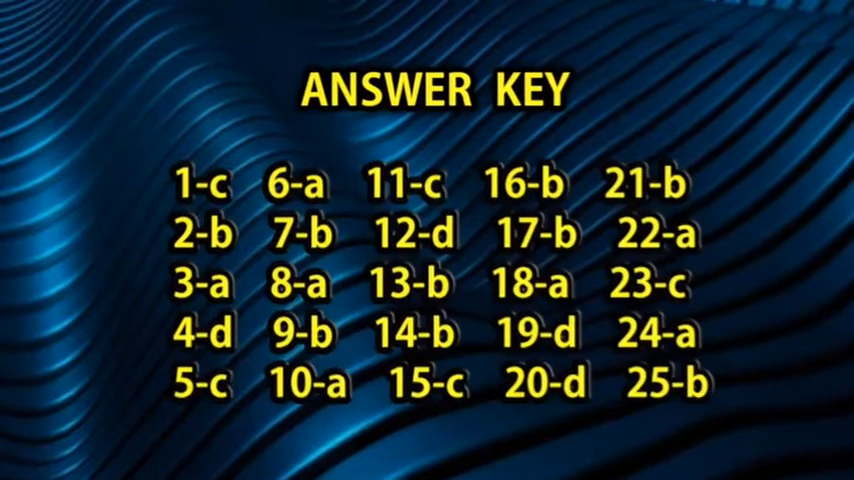 ANSWER KEY
1-c 6-a 11-c 16-b 21-b
2-b 7-b 12-d 17-b 22-a
3-a 8-a 13-b 18-a 23-c
4-d 9-b 14-b 19-d 24-a
5-c 10-a 15-c 20-d 25-b